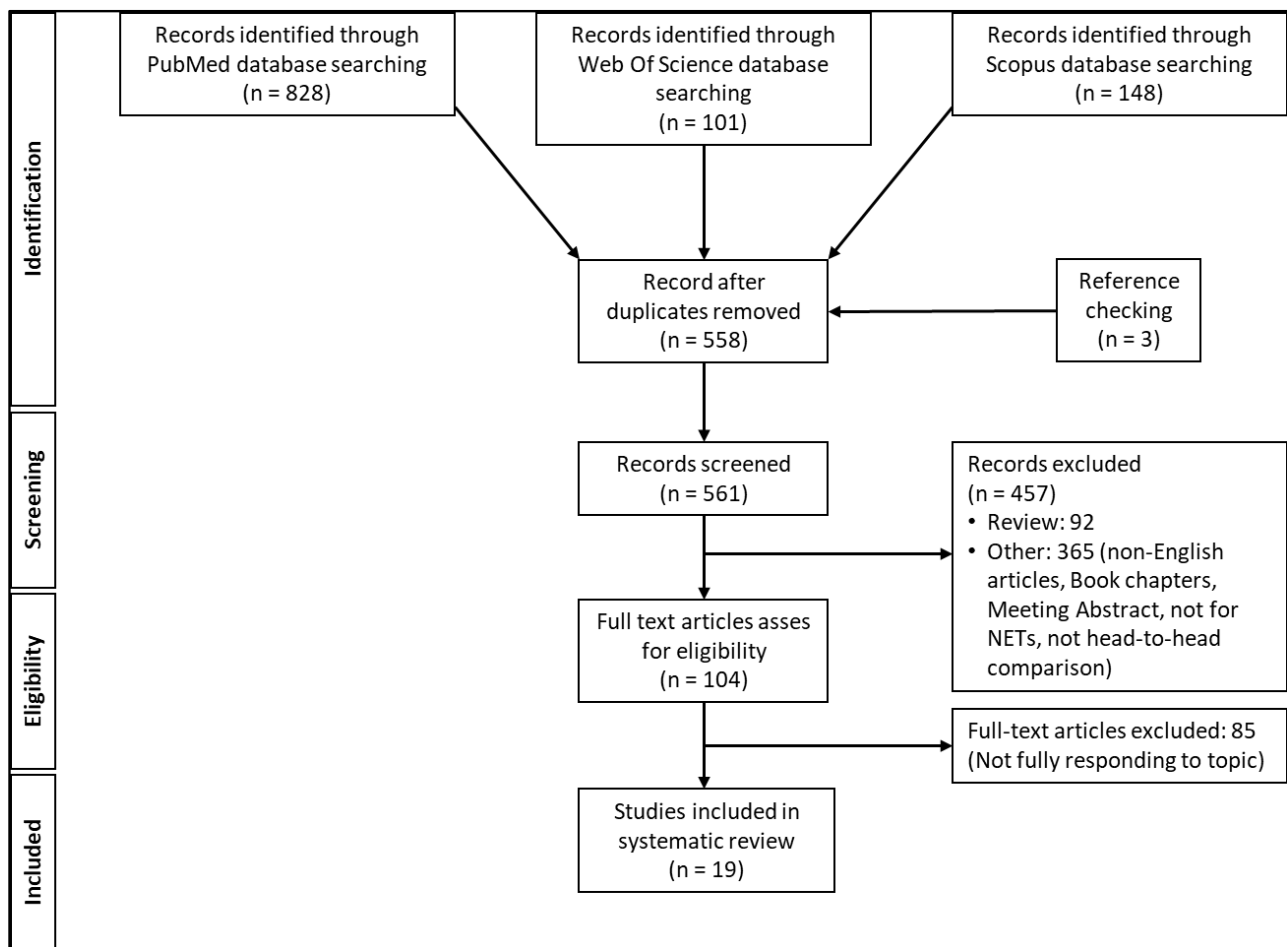 Identification
Records identified through
PubMed database searching
(n = 828)
Records identified through
Web Of Science database
searching
(n = 101)
Records identified through
Scopus database searching
(n = 148)
Record after
duplicates removed
(n = 558)
Reference
checking
(n = 3)
Screening
Records screened
(n = 561)
Records excluded
(n = 457)
• Review: 92
• Other: 365 (non-English
articles, Book chapters,
Meeting Abstract, not for
NETs, not head-to-head
comparison)
Eligibility
Full text articles asses
for eligibility
(n = 104)
Full-text articles excluded: 85
(Not fully responding to topic)
Included
Studies included in
systematic review
(n = 19)